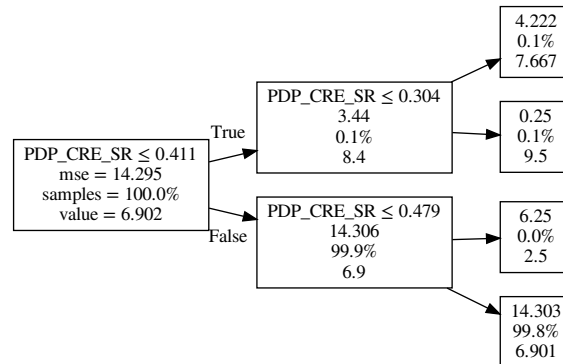 PDP_CRE_SR ≤ 0.411
mse = 14.295
samples = 100.0%
value = 6.902
True
False
PDP_CRE_SR ≤ 0.304
3.44
0.1%
8.4
PDP_CRE_SR ≤ 0.479
14.306
99.9%
6.9
4.222
0.1%
7.667
0.25
0.1%
9.5
6.25
0.0%
2.5
14.303
99.8%
6.901